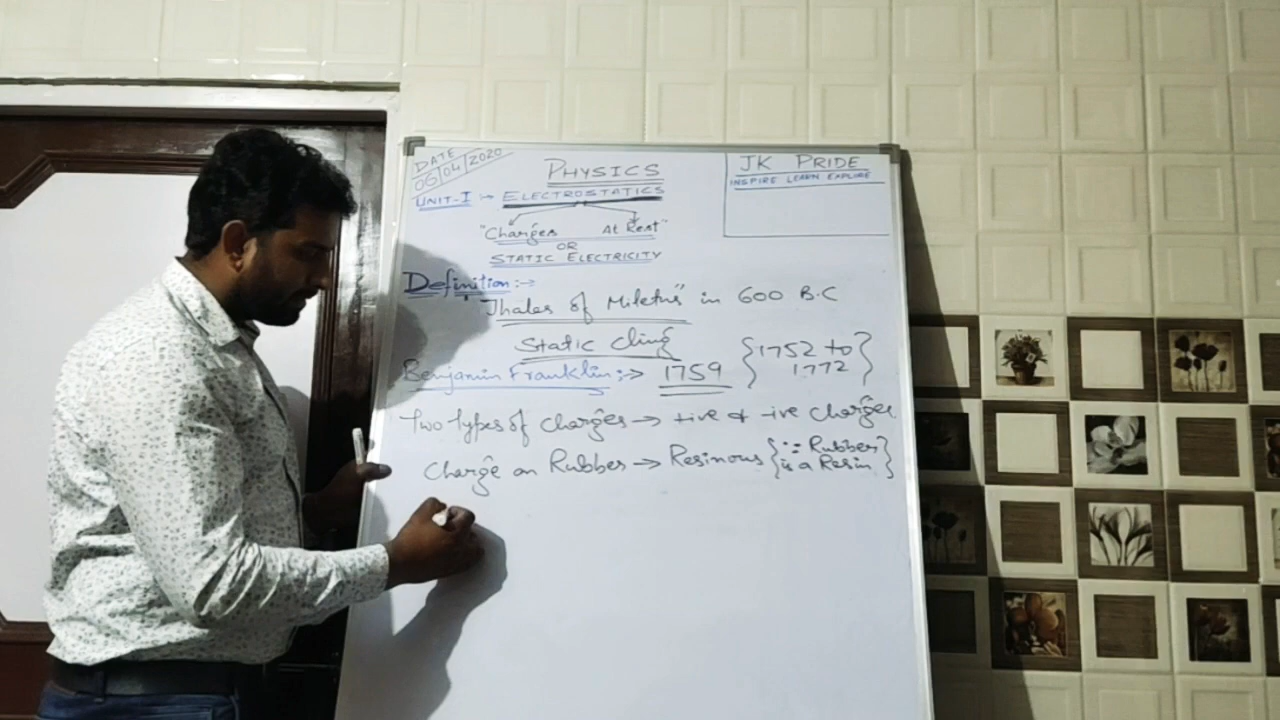 DATE
06/04/2020
PHYSICS
JK PRIDE
INSPIRE LEARN EXPLORE
UNIT-I :- ELECTROSTATICS
"Charges At Rest"
OR
STATIC ELECTRICITY
Definition:-
"Thales of Miletus" in 600 B.C
Static Cling
Benjamin Franklin:-> 1759 {1752 to
1772}
Two types of charges → +ive & -ive charges
Charge on Rubber → Resinous {∵ Rubber
is a Resin}